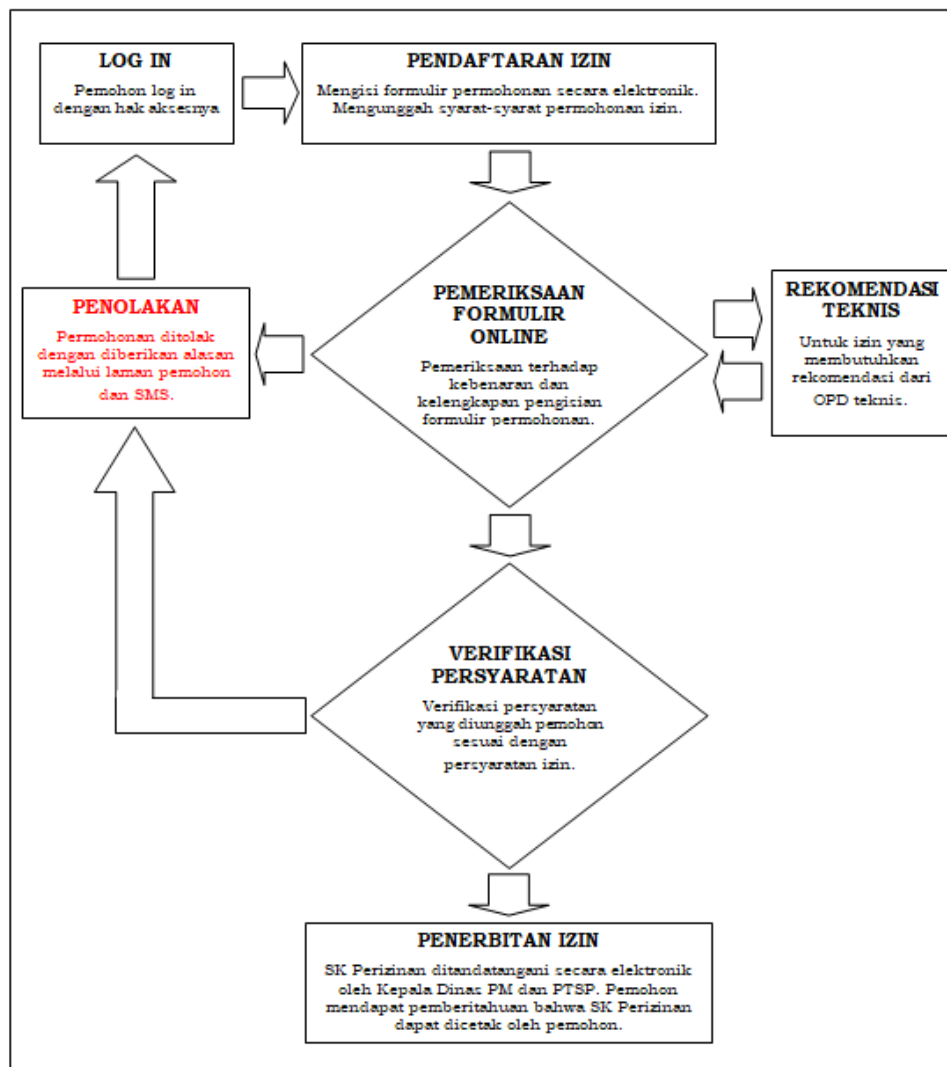 LOG IN
Pemohon log in
dengan hak aksesnya
PENDAFTARAN IZIN
Mengisi formulir permohonan secara elektronik.
Mengunggah syarat-syarat permohonan izin.
PEMERIKSAAN
FORMULIR
ONLINE
Pemeriksaan terhadap
kebenaran dan
kelengkapan pengisian
formulir permohonan.
REKOMENDASI
TEKNIS
Untuk izin yang
membutuhkan
rekomendasi dari
OPD teknis.
PENOLAKAN
Permohonan ditolak
dengan diberikan alasan
melalui laman pemohon
dan SMS.
VERIFIKASI
PERSYARATAN
Verifikasi persyaratan
yang diunggah pemohon
sesuai dengan
persyaratan izin.
PENERBITAN IZIN
SK Perizinan ditandatangani secara elektronik
oleh Kepala Dinas PM dan PTSP. Pemohon
mendapat pemberitahuan bahwa SK Perizinan
dapat dicetak oleh pemohon.